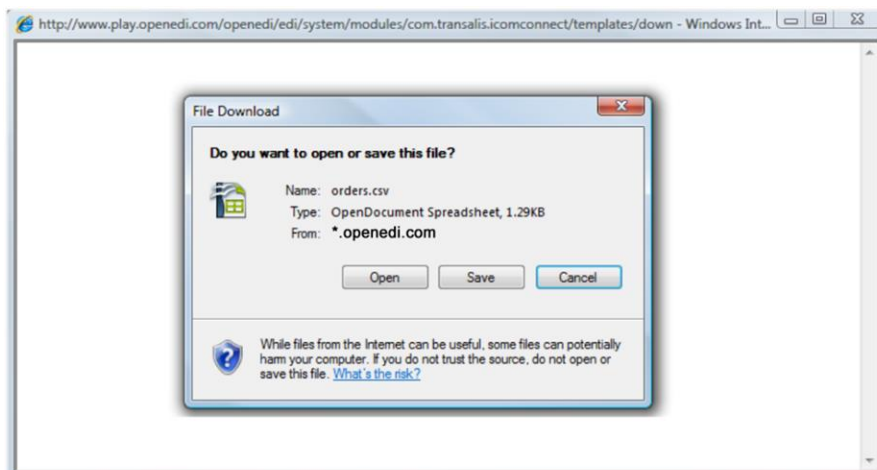 http://www.play.openedi.com/openedi/edi/system/modules/com.transalis.icomconnect/templates/down - Windows Int...
File Download
Do you want to open or save this file?
Name: orders.csv
Type: OpenDocument Spreadsheet, 1.29KB
From: *.openedi.com
Open Save Cancel
While files from the Internet can be useful, some files can potentially
harm your computer. If you do not trust the source, do not open or
save this file. What's the risk?